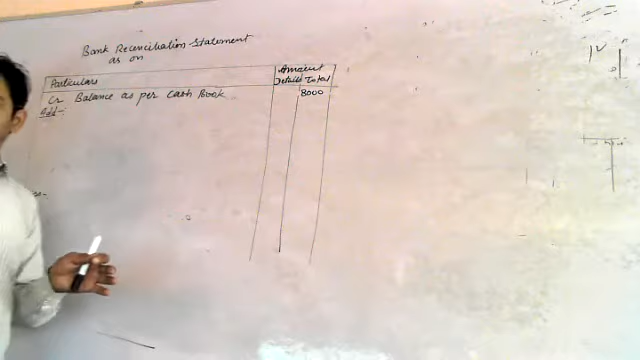 Bank Reconciliation Statement
as on
Particulars
Amount
Details Total
Cr Balance as per Cash Book
8000
Add:-